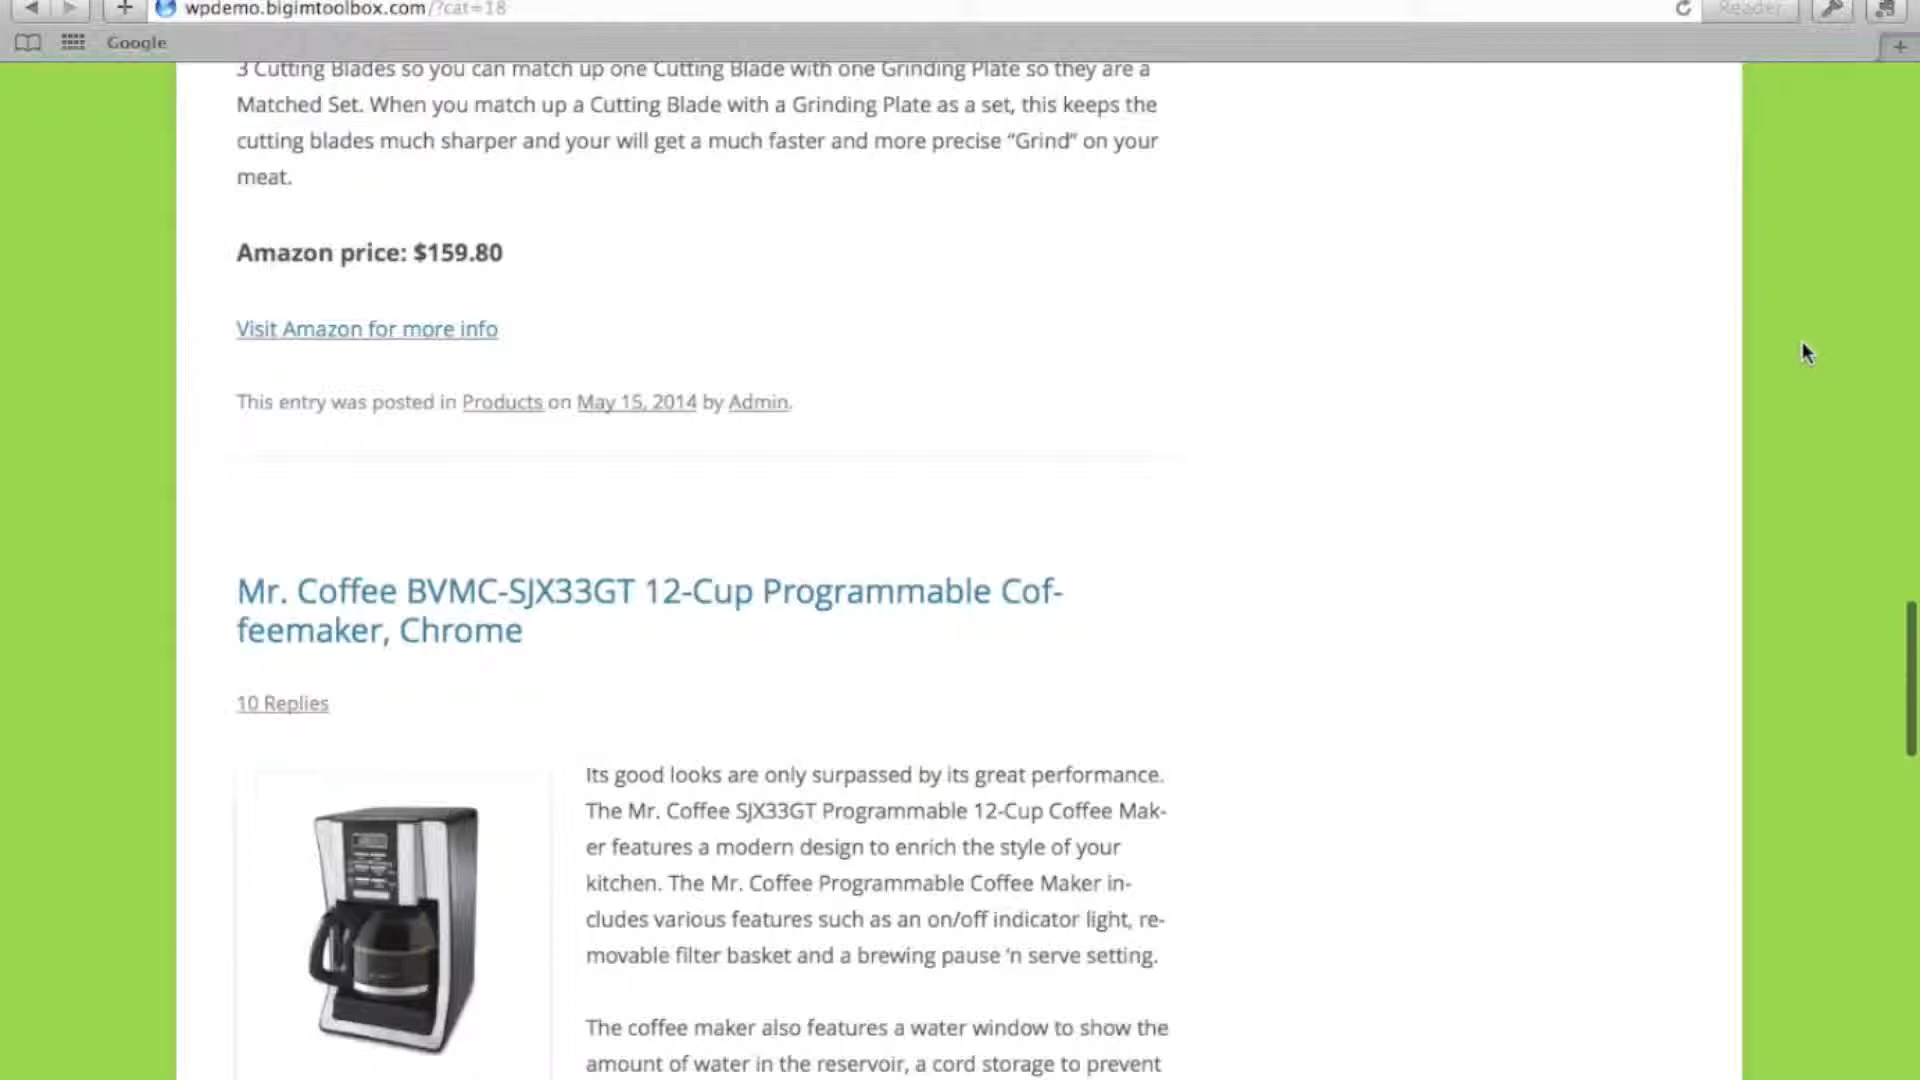 wpdemo.bigimtoolbox.com/?cat=18
Reader
Google
3 Cutting Blades so you can match up one Cutting Blade with one Grinding Plate so they are a
Matched Set. When you match up a Cutting Blade with a Grinding Plate as a set, this keeps the
cutting blades much sharper and your will get a much faster and more precise “Grind” on your
meat.
Amazon price: $159.80
Visit Amazon for more info
This entry was posted in Products on May 15, 2014 by Admin.
Mr. Coffee BVMC-SJX33GT 12-Cup Programmable Cof-
feemaker, Chrome
10 Replies
Its good looks are only surpassed by its great performance.
The Mr. Coffee SJX33GT Programmable 12-Cup Coffee Mak-
er features a modern design to enrich the style of your
kitchen. The Mr. Coffee Programmable Coffee Maker in-
cludes various features such as an on/off indicator light, re-
movable filter basket and a brewing pause ’n serve setting.
The coffee maker also features a water window to show the
amount of water in the reservoir, a cord storage to prevent